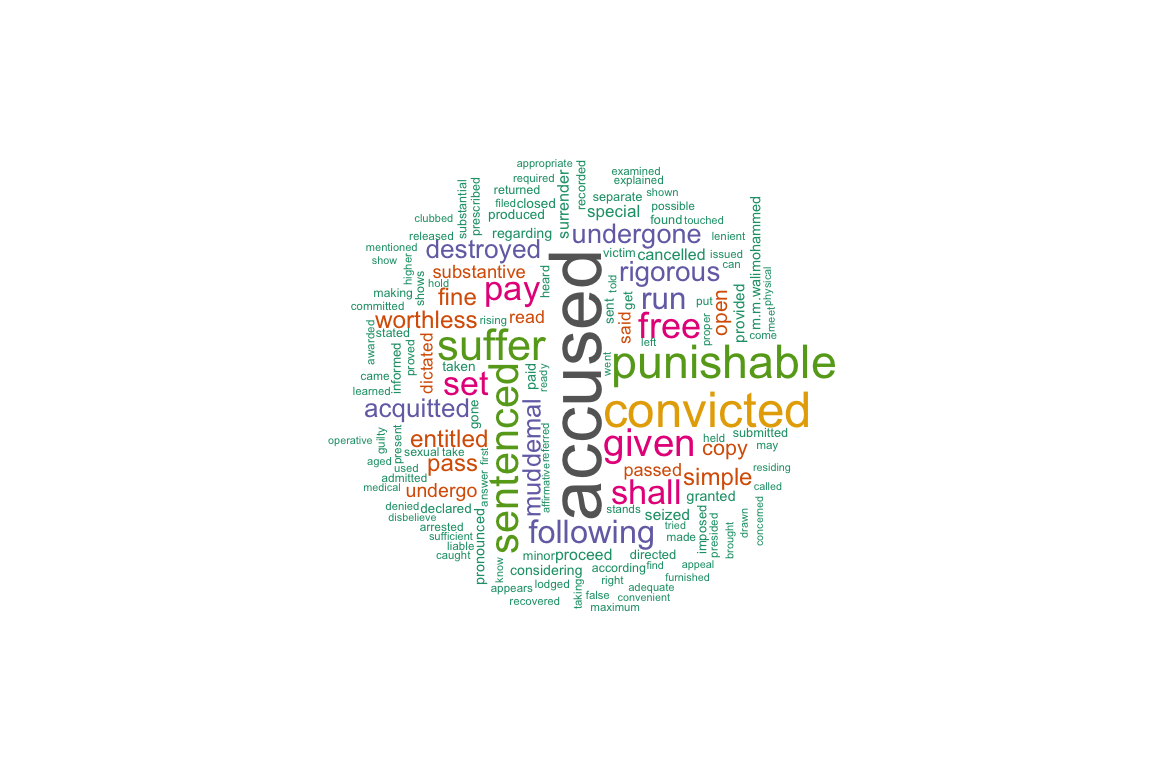 appropriate
examined
required
explained
returned
recorded
separate
shown
substantial
prescribed
filed
closed
surrender
possible
clubbed
produced
special
found
touched
m.m.walimohammed
released
regarding
undergone
lenient
mentioned
destroyed
victim
cancelled
issued
show
higher
substantive
heard
accused
told
rigorous
can
physical
making
shows
hold
fine
pay
sent
get
run
put
open
provided
meet
committed
worthless
rising
read
said
free
proper
come
awarded
stated
proved
dictated
suffer
left
informed
taken
paid
ready
went
punishable
came
learned
set
sentenced
acquitted
gone
muddemal
convicted
operative
guilty
present
entitled
referred
given
held
submitted
copy
may
sexual
take
first
aged
used
pass
affirmative
passed
simple
residing
admitted
answer
medical
undergo
shall
granted
called
denied
declared
stands
seized
disbelieve
arrested
pronounced
following
tried
made
imposed
presided
brought
drawn
concerned
sufficient
liable
caught
know
minor
proceed
directed
considering
according
find
appeal
right
furnished
appears
lodged
taking
false
adequate
convenient
recovered
maximum